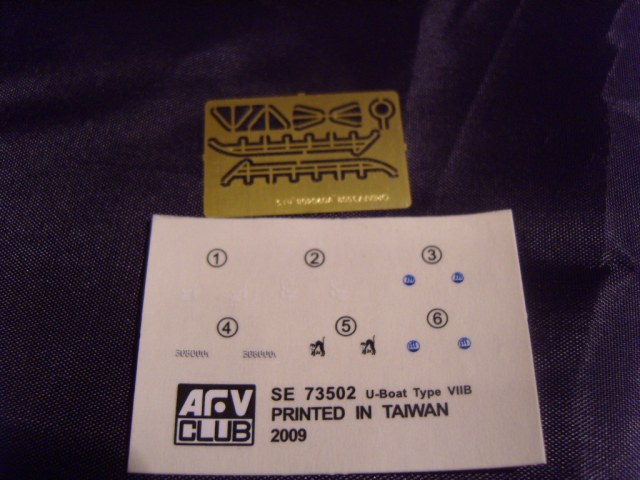 1 2 3
4 5 6
AFV CLUB
SE 73502 U-Boat Type VIIB
PRINTED IN TAIWAN
2009